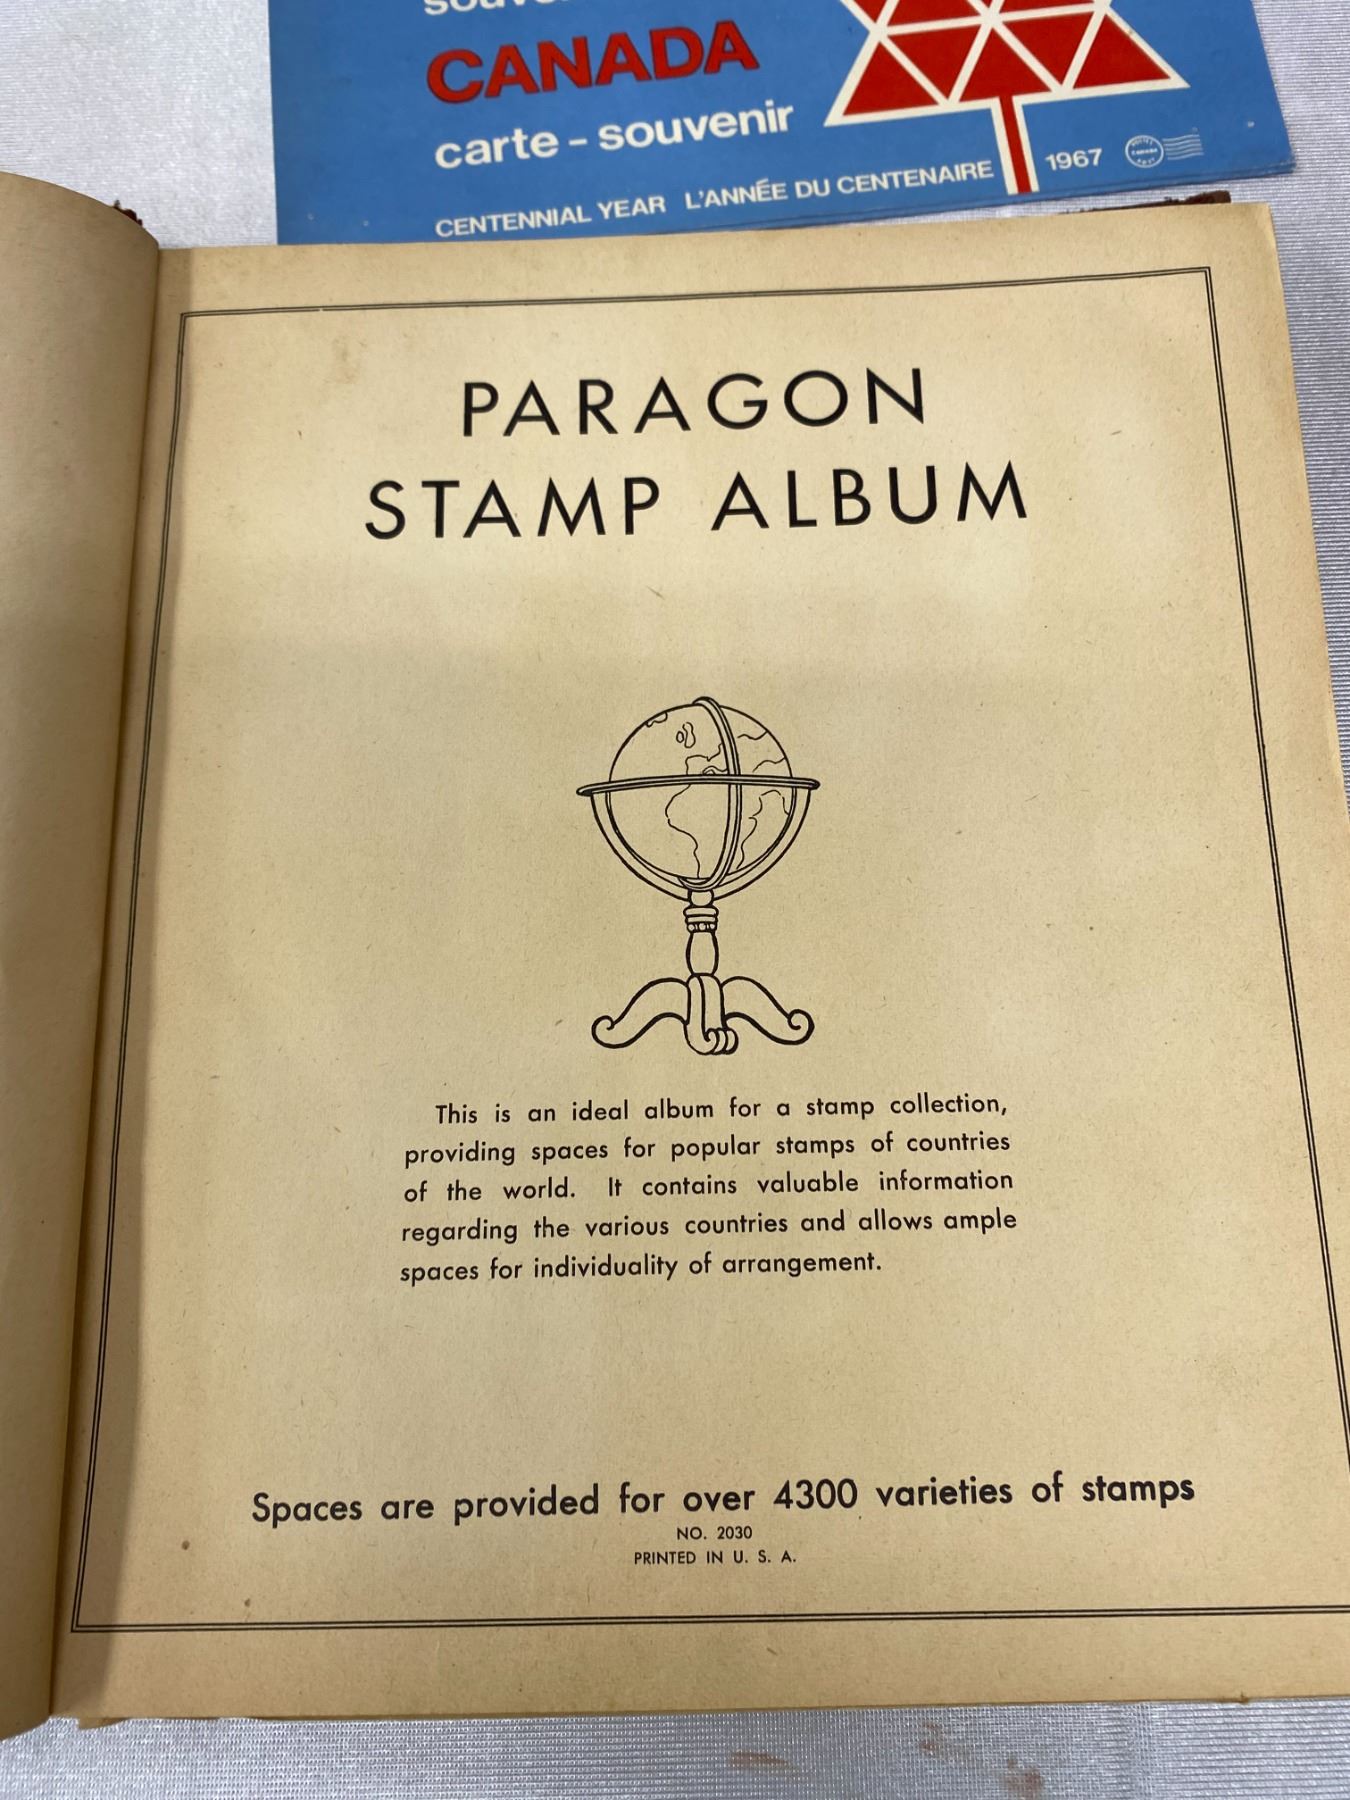 CANADA
carte - souvenir
CENTENNIAL YEAR L'ANNÉE DU CENTENAIRE 1967
PARAGON
STAMP ALBUM
This is an ideal album for a stamp collection,
providing spaces for popular stamps of countries
of the world. It contains valuable information
regarding the various countries and allows ample
spaces for individuality of arrangement.
Spaces are provided for over 4300 varieties of stamps
NO. 2030
PRINTED IN U. S. A.